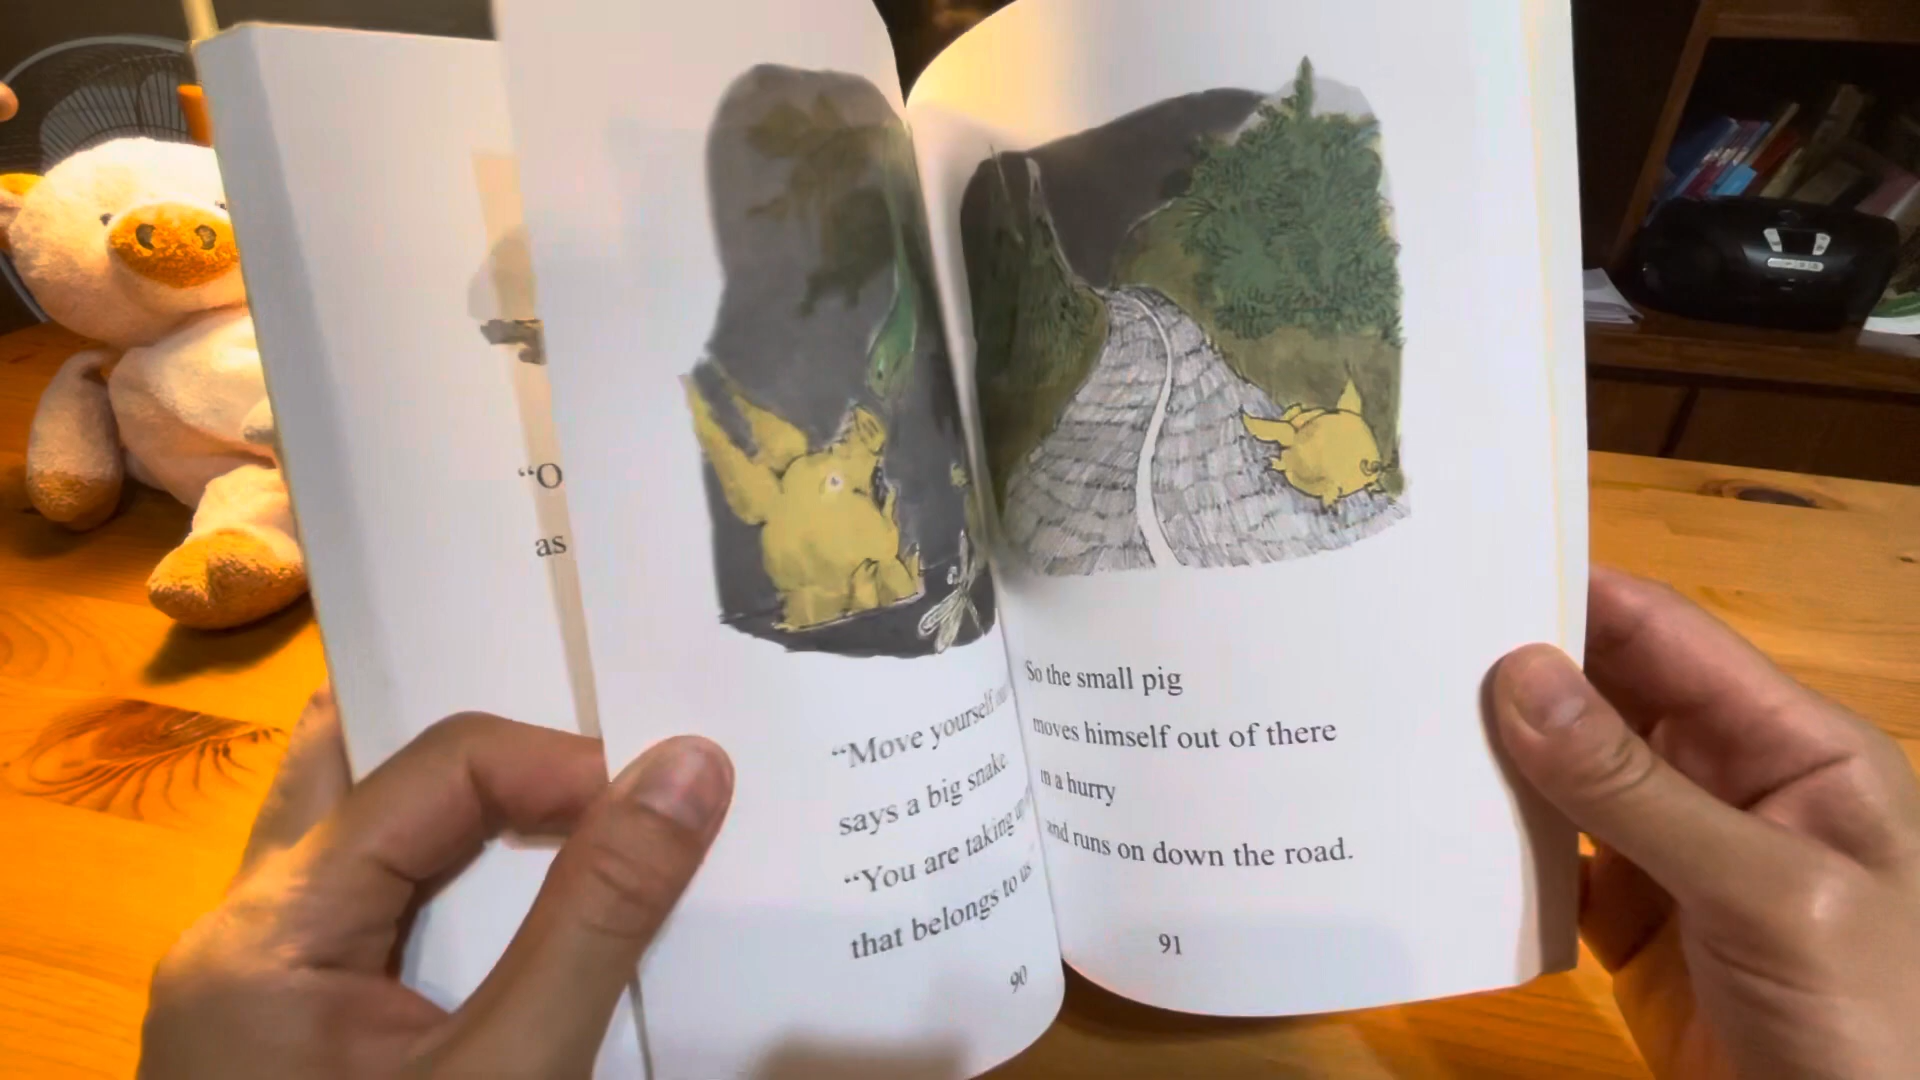 “O
as
“Move yourself
says a big snake.
“You are taking
that belongs to us
90
So the small pig
moves himself out of there
in a hurry
and runs on down the road.
91